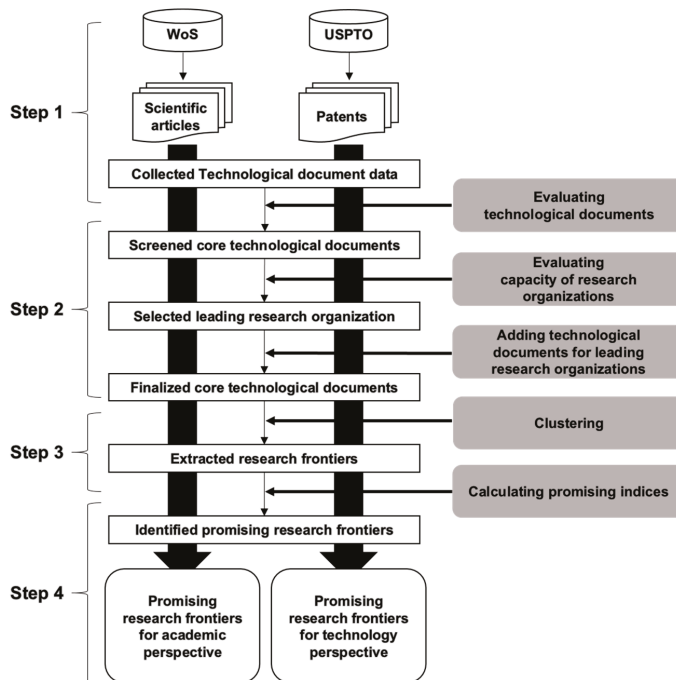 WoS
USPTO
Step 1
Scientific
articles
Patents
Collected Technological document data
Evaluating
technological documents
Step 2
Screened core technological documents
Evaluating
capacity of research
organizations
Selected leading research organization
Adding technological
documents for leading
research organizations
Finalized core technological documents
Step 3
Clustering
Extracted research frontiers
Calculating promising indices
Step 4
Identified promising research frontiers
Promising
research frontiers
for academic
perspective
Promising
research frontiers
for technology
perspective